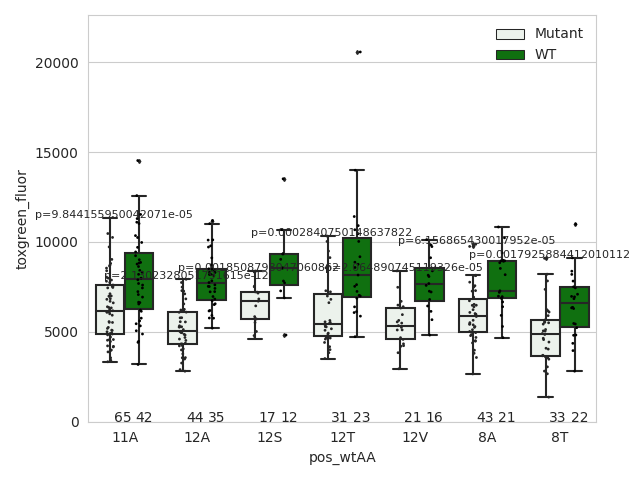 Mutant
WT
20000
15000
10000
5000
0
toxgreen_fluor
p=9.844155950042071e-05
p=0.0002840750148637822
p=6.156865430017952e-05
p=0.0017925884412010112
65 42 44 35 17 12 31 23 21 16 43 21 33 22
11A 12A 12S 12T 12V 8A 8T
pos_wtAA